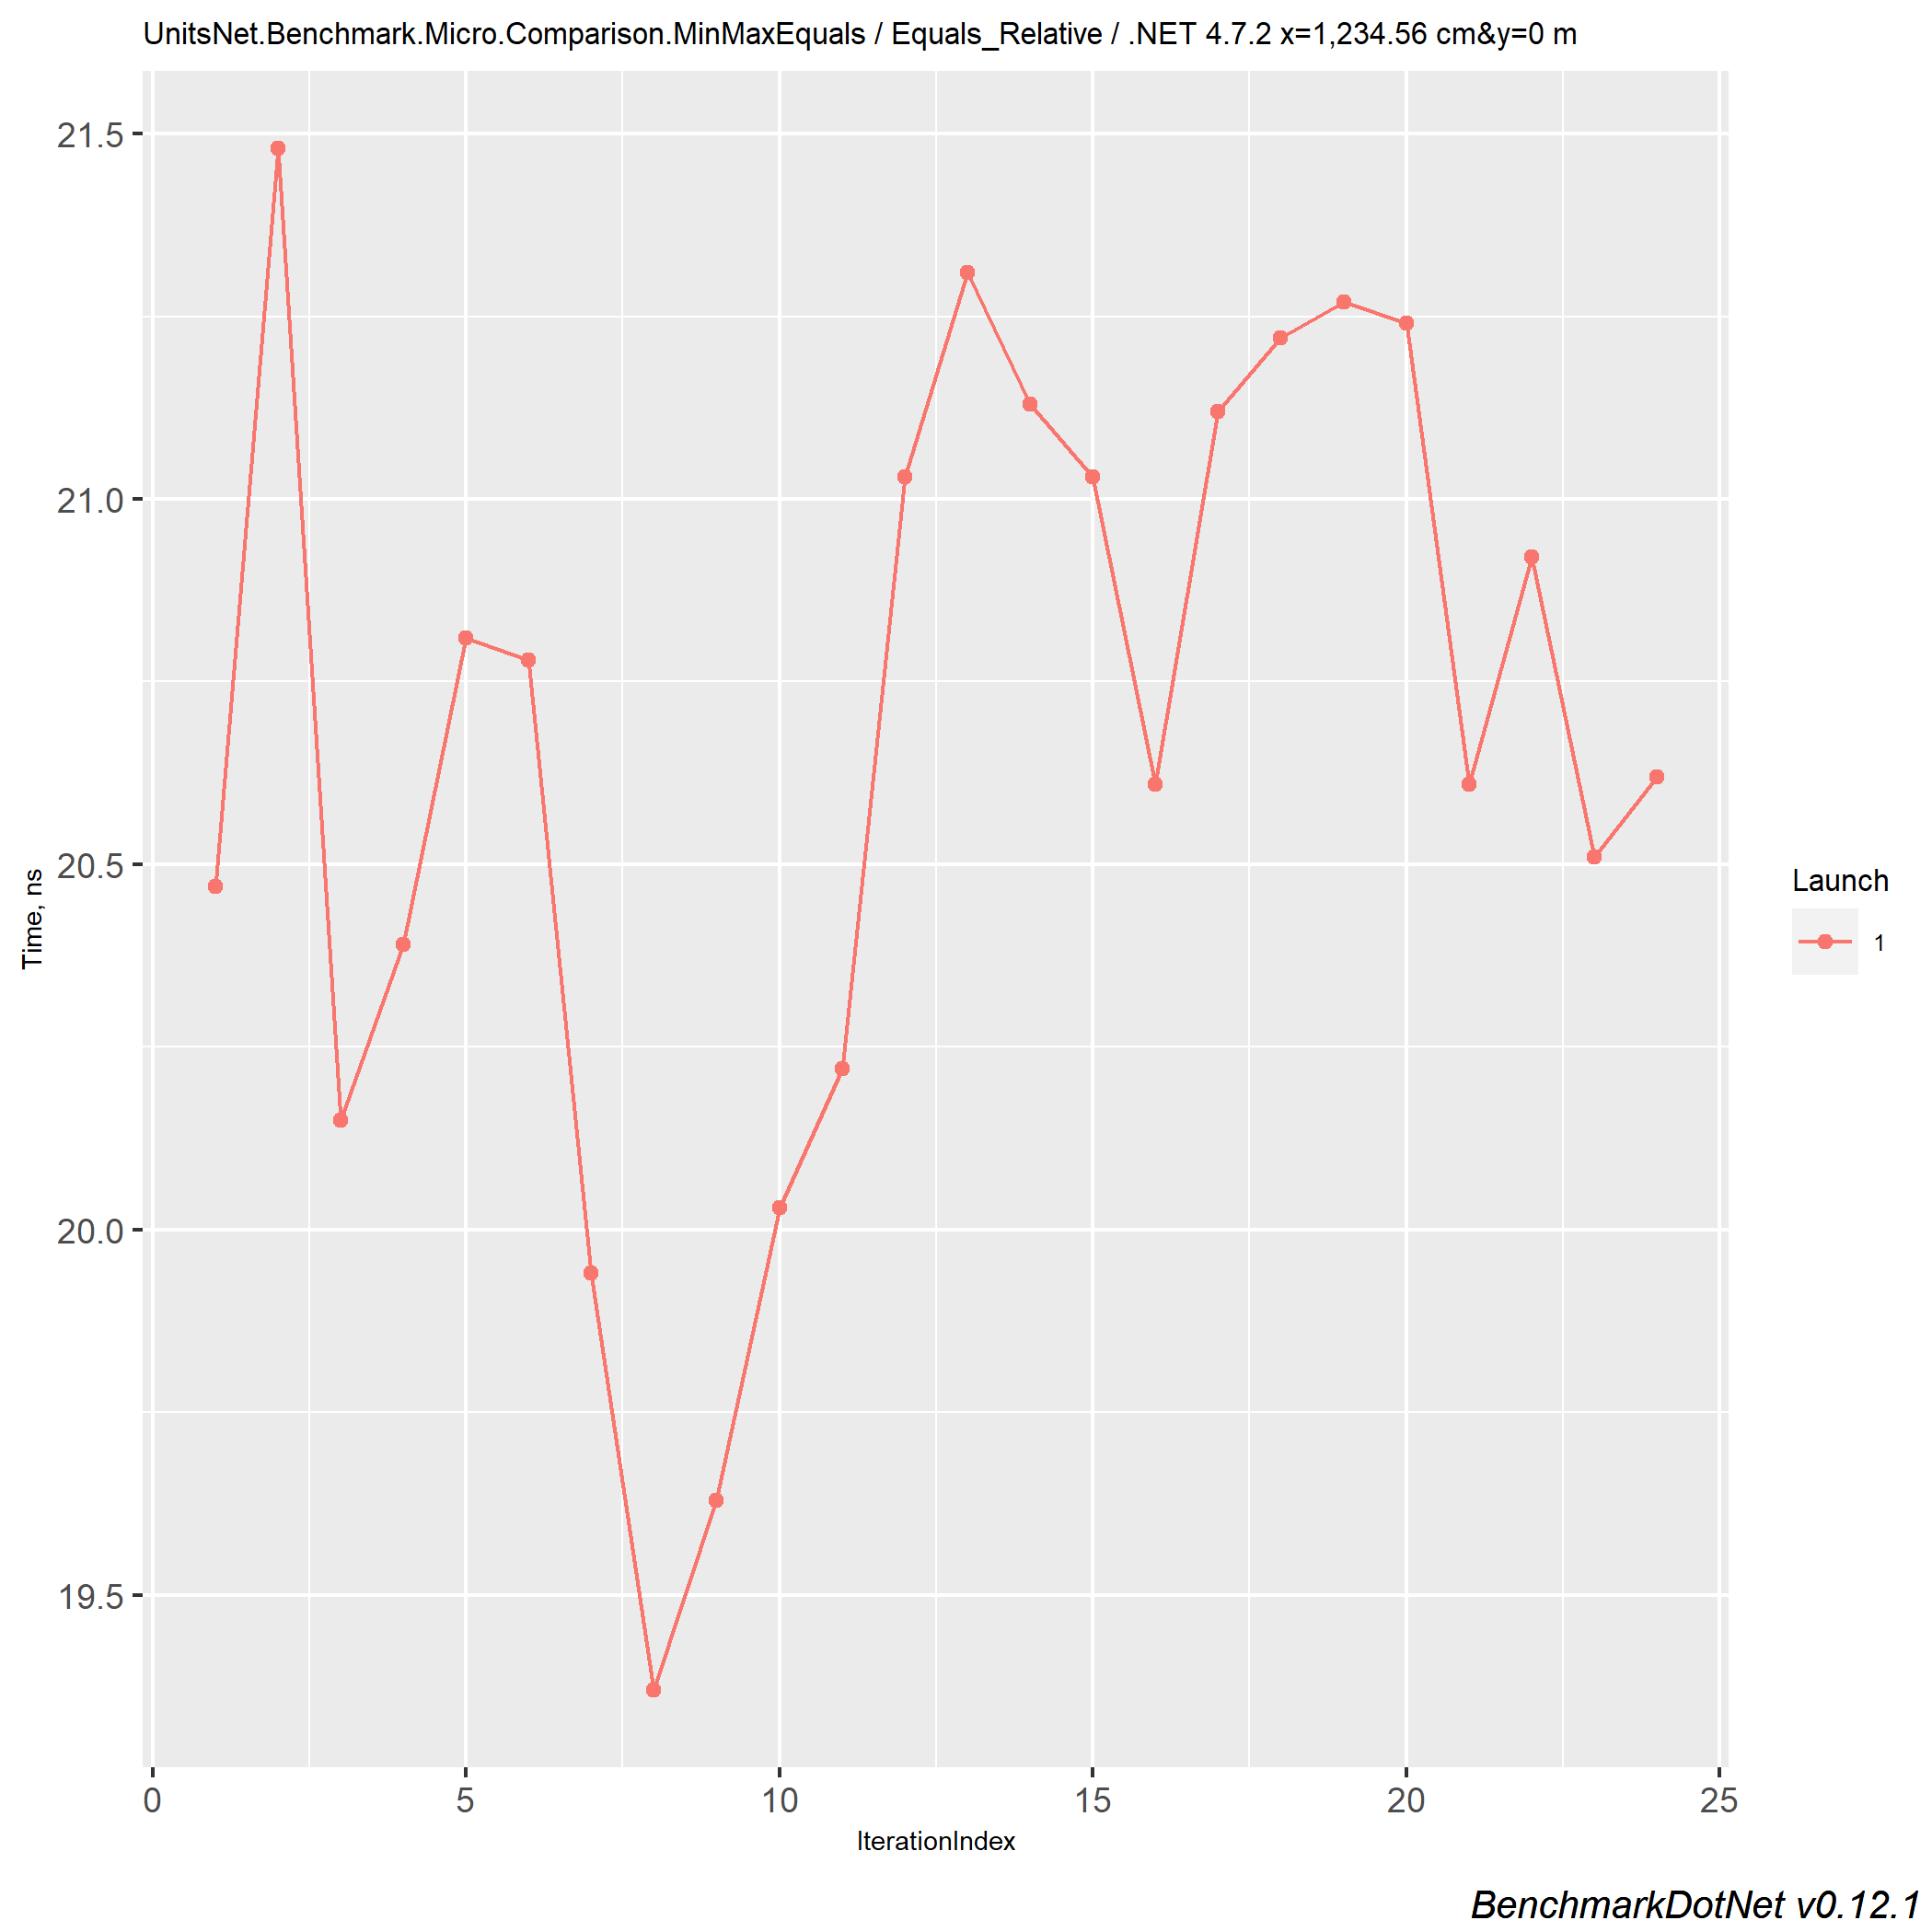 UnitsNet.Benchmark.Micro.Comparison.MinMaxEquals / Equals_Relative / .NET 4.7.2 x=1,234.56 cm&y=0 m
21.5
21.0
20.5
20.0
19.5
Time, ns
0 5 10 15 20 25
IterationIndex
Launch
1
BenchmarkDotNet v0.12.1